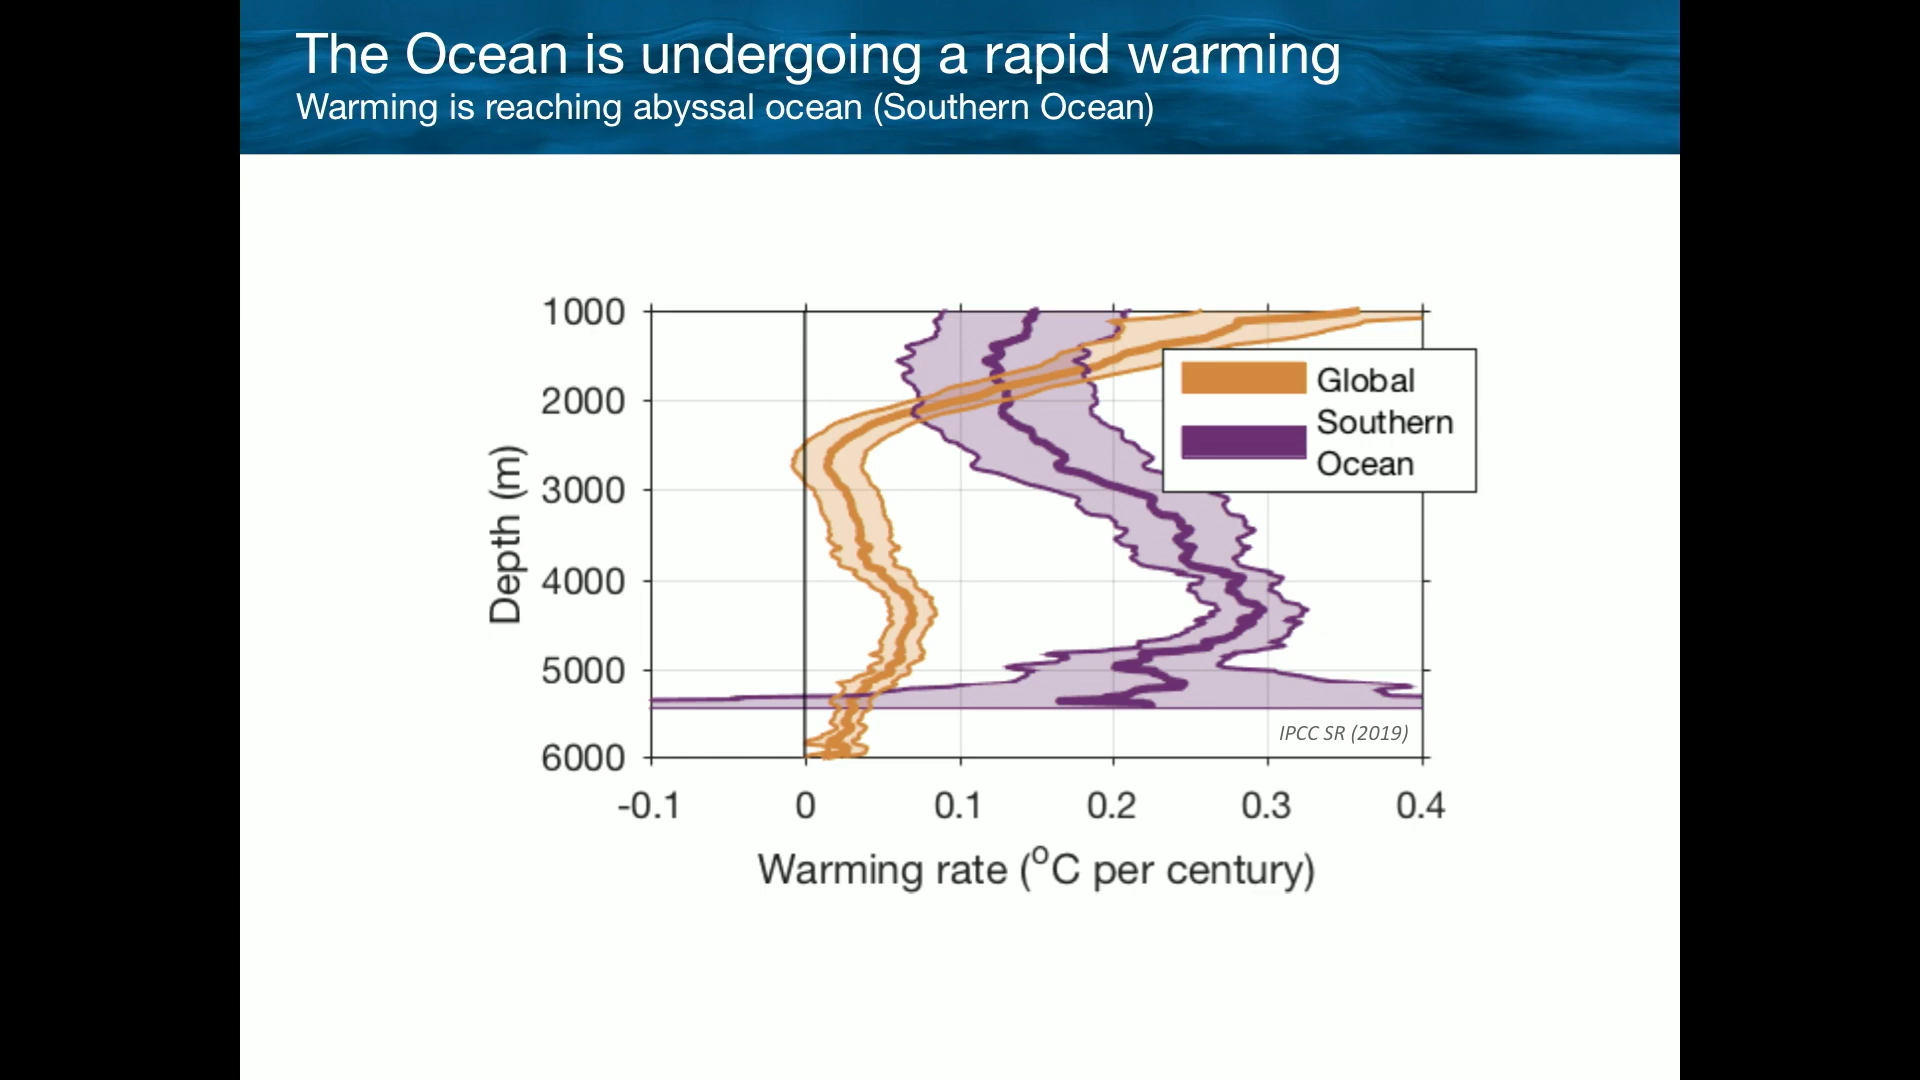 The Ocean is undergoing a rapid warming
Warming is reaching abyssal ocean (Southern Ocean)
1000
2000
3000
4000
5000
6000
Depth (m)
Global
Southern
Ocean
IPCC SR (2019)
-0.1 0 0.1 0.2 0.3 0.4
Warming rate (°C per century)